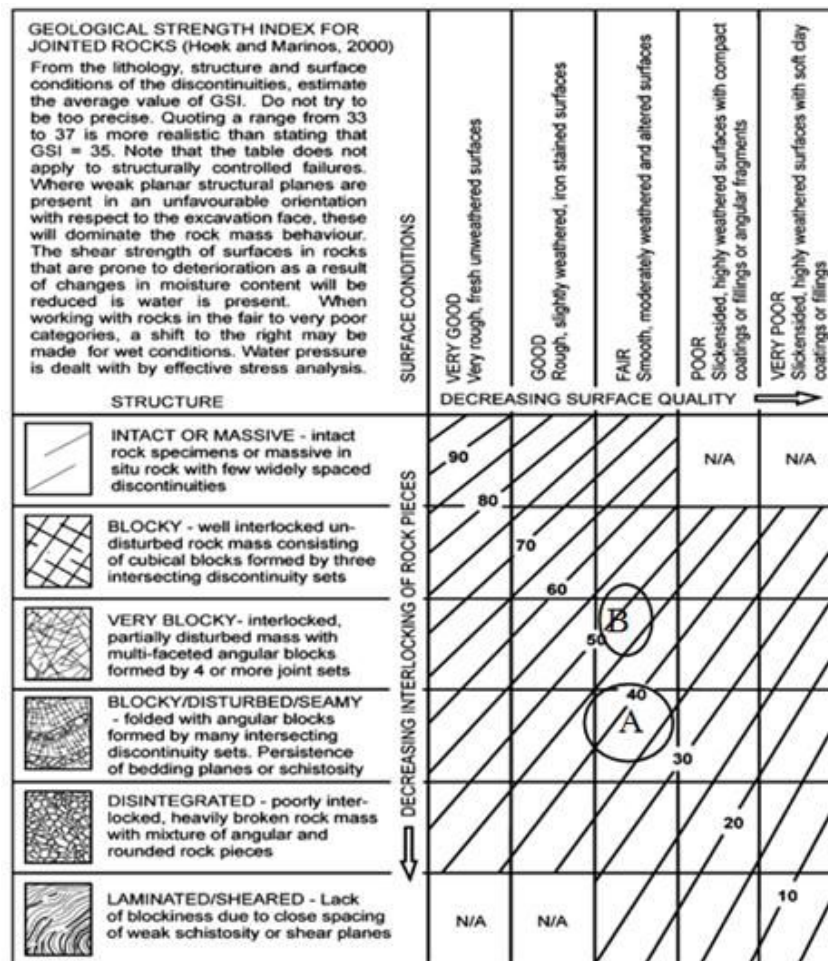 GEOLOGICAL STRENGTH INDEX FOR
JOINTED ROCKS (Hoek and Marinos, 2000)
From the lithology, structure and surface
conditions of the discontinuities, estimate
the average value of GSI. Do not try to
be too precise. Quoting a range from 33
to 37 is more realistic than stating that
GSI = 35. Note that the table does not
apply to structurally controlled failures.
Where weak planar structural planes are
present in an unfavourable orientation
with respect to the excavation face, these
will dominate the rock mass behaviour.
The shear strength of surfaces in rocks
that are prone to deterioration as a result
of changes in moisture content will be
reduced is water is present. When
working with rocks in the fair to very poor
categories, a shift to the right may be
made for wet conditions. Water pressure
is dealt with by effective stress analysis.
SURFACE CONDITIONS
VERY GOOD
Very rough, fresh unweathered surfaces
GOOD
Rough, slightly weathered, iron stained surfaces
FAIR
Smooth, moderately weathered and altered surfaces
POOR
Slickensided, highly weathered surfaces with compact
coatings or fillings or angular fragments
VERY POOR
Slickensided, highly weathered surfaces with soft clay
coatings or fillings
STRUCTURE
DECREASING SURFACE QUALITY
DECREASING INTERLOCKING OF ROCK PIECES
INTACT OR MASSIVE - intact
rock specimens or massive in
situ rock with few widely spaced
discontinuities
90
N/A
N/A
80
BLOCKY - well interlocked un-
disturbed rock mass consisting
of cubical blocks formed by three
intersecting discontinuity sets
70
60
VERY BLOCKY- interlocked,
partially disturbed mass with
multi-faceted angular blocks
formed by 4 or more joint sets
B
50
BLOCKY/DISTURBED/SEAMY
- folded with angular blocks
formed by many intersecting
discontinuity sets. Persistence
of bedding planes or schistosity
40
A
30
DISINTEGRATED - poorly inter-
locked, heavily broken rock mass
with mixture of angular and
rounded rock pieces
20
LAMINATED/SHEARED - Lack
of blockiness due to close spacing
of weak schistosity or shear planes
N/A
N/A
10